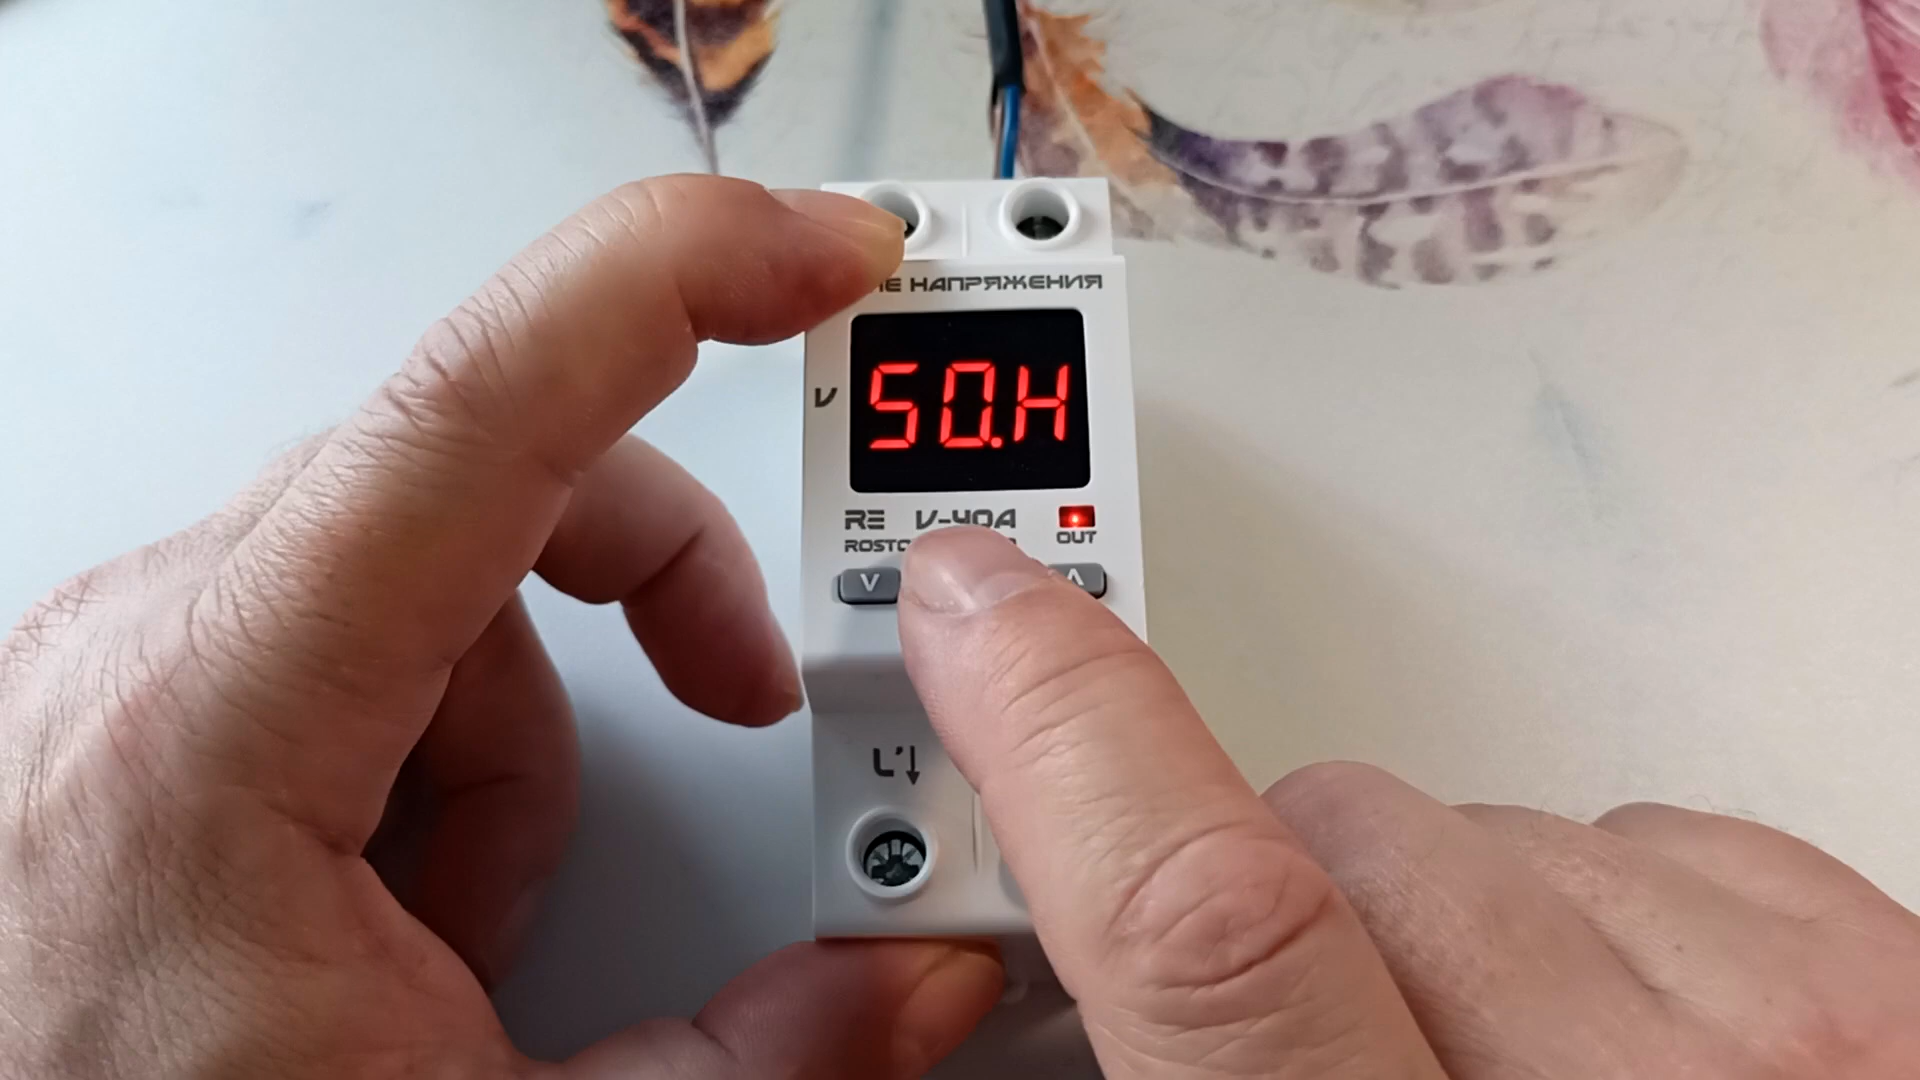 НАПРЯЖЕНИЯ
V
50.H
RE V-40A
OUT
V Λ
L'↓